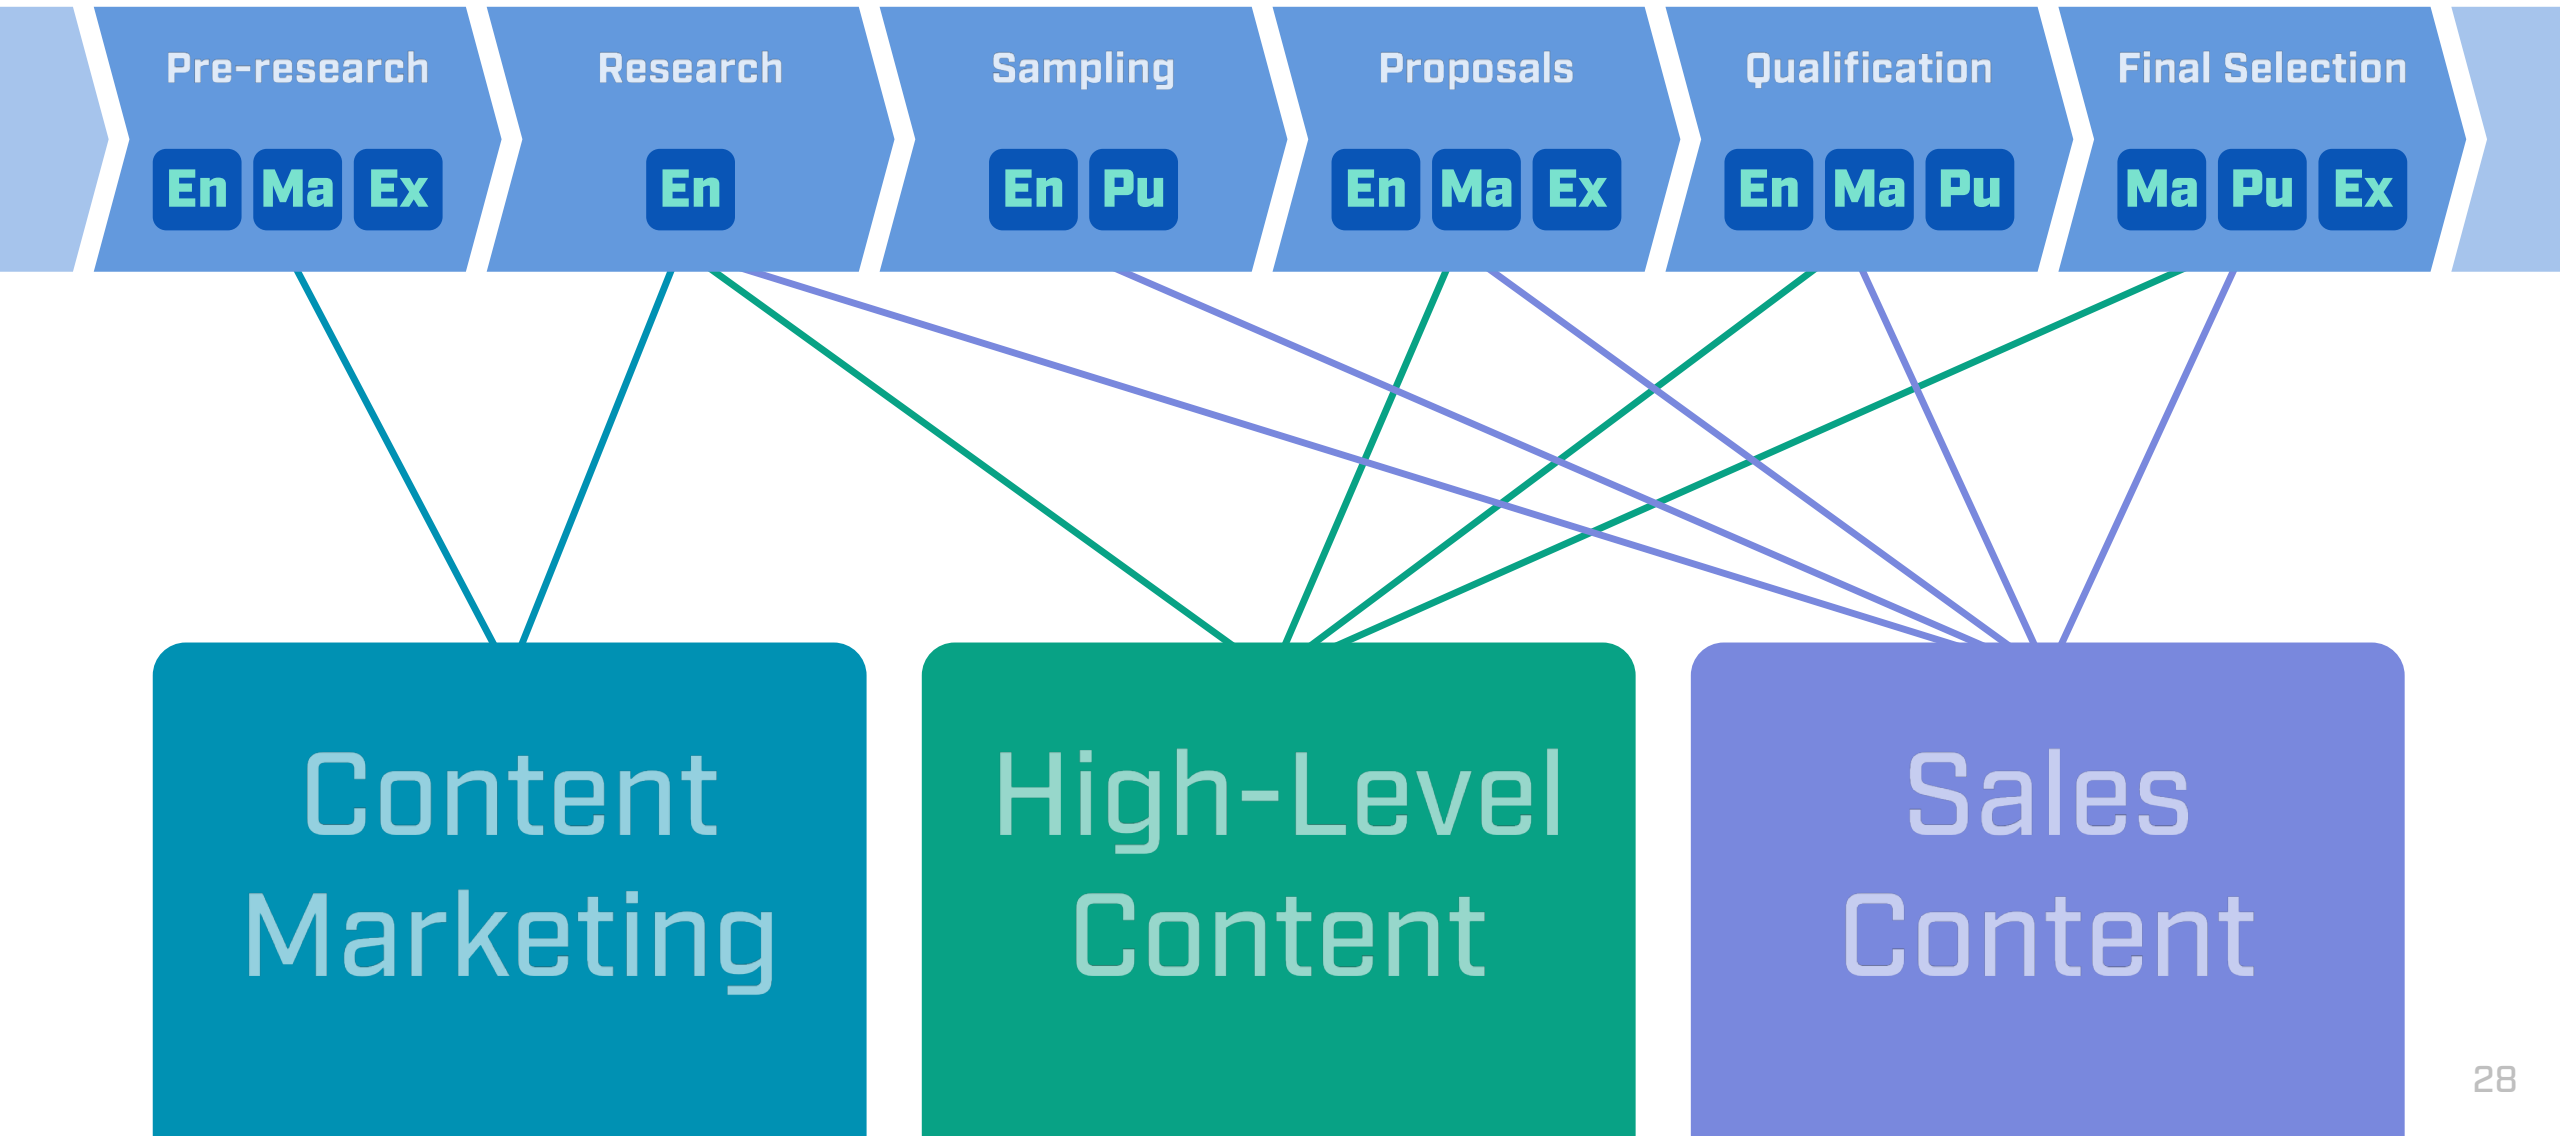 Pre-research
En Ma Ex
Research
En
Sampling
En Pu
Proposals
En Ma Ex
Qualification
En Ma Pu
Final Selection
Ma Pu Ex
Content
Marketing
High-Level
Content
Sales
Content
28